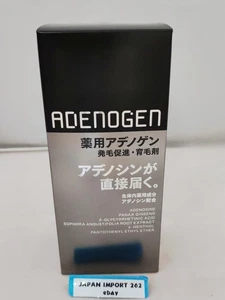 ADENOGEN
薬用アデノゲン
発毛促進・育毛剤
アデノシンが
直接届く。
生体内薬用成分
アデノシン配合
ADENOSINE
PANAX GINSENG
β-GLYCYRRHETINIC ACID
SOPHORA ANGUSTIFOLIA ROOT EXTRACT
ℓ-MENTHOL
PANTOTHENYL ETHYL ETHER
JAPAN IMPORT 262
ebay